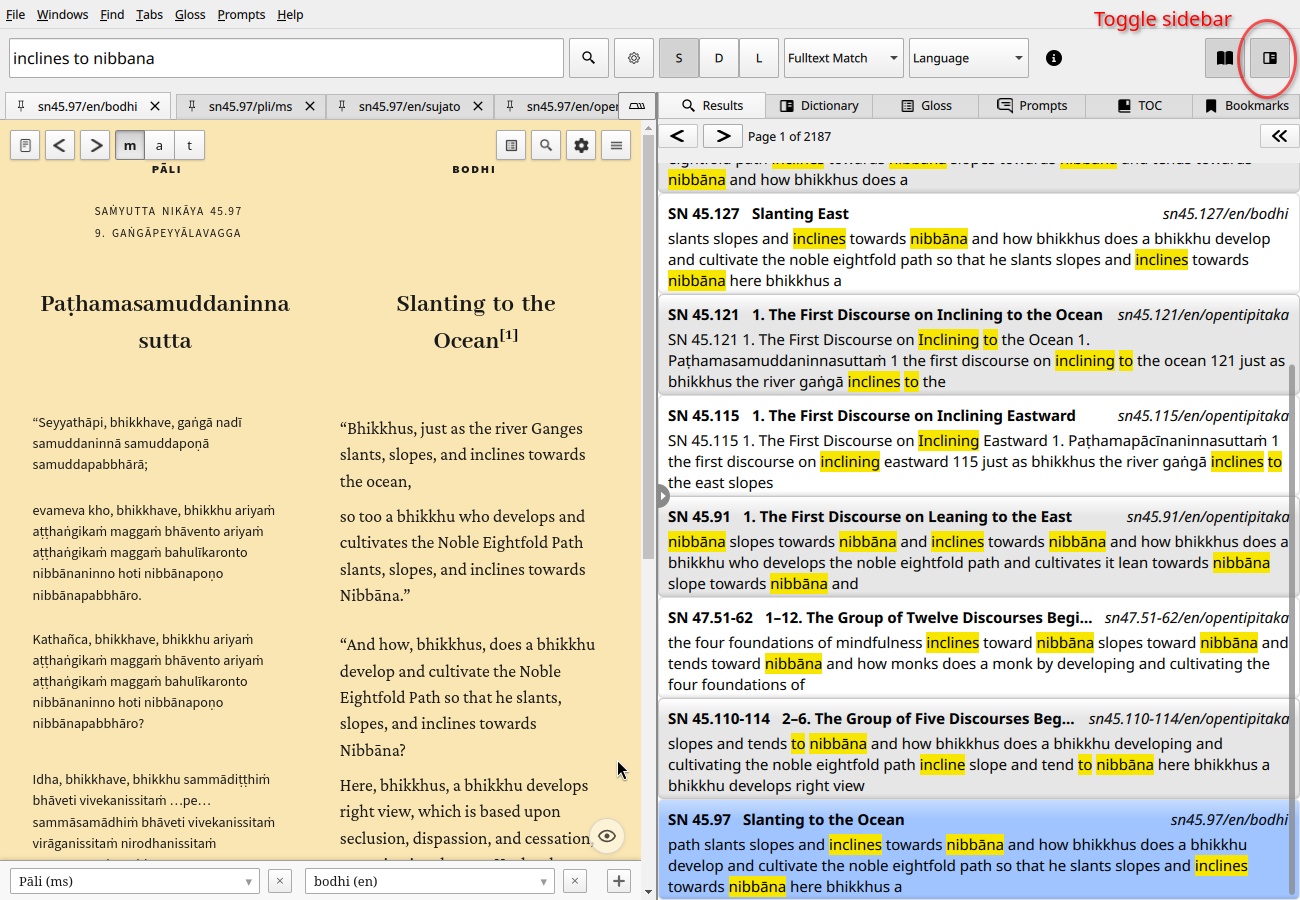 File Windows Find Tabs Gloss Prompts Help
Toggle sidebar
inclines to nibbana
S D L Fulltext Match Language
sn45.97/en/bodhi sn45.97/pli/ms sn45.97/en/sujato sn45.97/en/oper
m a t
PĀLI BODHI
SAṀYUTTA NIKĀYA 45.97
9. GAṄGĀPEYYĀLAVAGGA
Paṭhamasamuddaninna
sutta
Slanting to the
Ocean[1]
“Seyyathāpi, bhikkhave, gaṅgā nadī
samuddaninnā samuddapoṇā
samuddapabbhārā;
“Bhikkhus, just as the river Ganges
slants, slopes, and inclines towards
the ocean,
evameva kho, bhikkhave, bhikkhu ariyaṁ
aṭṭhaṅgikaṁ maggaṁ bhāvento ariyaṁ
aṭṭhaṅgikaṁ maggaṁ bahulīkaronto
nibbānaninno hoti nibbānapoṇo
nibbānapabbhāro.
so too a bhikkhu who develops and
cultivates the Noble Eightfold Path
slants, slopes, and inclines towards
Nibbāna.”
Kathañca, bhikkhave, bhikkhu ariyaṁ
aṭṭhaṅgikaṁ maggaṁ bhāvento ariyaṁ
aṭṭhaṅgikaṁ maggaṁ bahulīkaronto
nibbānaninno hoti nibbānapoṇo
nibbānapabbhāro?
“And how, bhikkhus, does a bhikkhu
develop and cultivate the Noble
Eightfold Path so that he slants,
slopes, and inclines towards
Nibbāna?
Idha, bhikkhave, bhikkhu sammādiṭṭhiṁ
bhāveti vivekanissitaṁ …pe…
sammāsamādhiṁ bhāveti vivekanissitaṁ
virāganissitaṁ nirodhanissitaṁ
Here, bhikkhus, a bhikkhu develops
right view, which is based upon
seclusion, dispassion, and cessation,
Pāli (ms) bodhi (en)
Results Dictionary Gloss Prompts TOC Bookmarks
Page 1 of 2187
eightfold path inclines towards nibbāna slopes towards nibbāna and tends towards
nibbāna and how bhikkhus does a
SN 45.127 Slanting East sn45.127/en/bodhi
slants slopes and inclines towards nibbāna and how bhikkhus does a bhikkhu develop
and cultivate the noble eightfold path so that he slants slopes and inclines towards
nibbāna here bhikkhus a
SN 45.121 1. The First Discourse on Inclining to the Ocean sn45.121/en/opentipitaka
SN 45.121 1. The First Discourse on Inclining to the Ocean 1.
Paṭhamasamuddaninnasuttaṁ 1 the first discourse on inclining to the ocean 121 just as
bhikkhus the river gaṅgā inclines to the
SN 45.115 1. The First Discourse on Inclining Eastward sn45.115/en/opentipitaka
SN 45.115 1. The First Discourse on Inclining Eastward 1. Paṭhamapācīnaninnasuttaṁ 1
the first discourse on inclining eastward 115 just as bhikkhus the river gaṅgā inclines to
the east slopes
SN 45.91 1. The First Discourse on Leaning to the East sn45.91/en/opentipitaka
nibbāna slopes towards nibbāna and inclines towards nibbāna and how bhikkhus does a
bhikkhu who develops the noble eightfold path and cultivates it lean towards nibbāna
slope towards nibbāna and
SN 47.51-62 1–12. The Group of Twelve Discourses Begi... sn47.51-62/en/opentipitaka
the four foundations of mindfulness inclines toward nibbāna slopes toward nibbāna and
tends toward nibbāna and how monks does a monk by developing and cultivating the
four foundations of
SN 45.110-114 2–6. The Group of Five Discourses Beg... sn45.110-114/en/opentipitaka
slopes and tends to nibbāna and how bhikkhus does a bhikkhu developing and
cultivating the noble eightfold path incline slope and tend to nibbāna here bhikkhus a
bhikkhu develops right view
SN 45.97 Slanting to the Ocean sn45.97/en/bodhi
path slants slopes and inclines towards nibbāna and how bhikkhus does a bhikkhu
develop and cultivate the noble eightfold path so that he slants slopes and inclines
towards nibbāna here bhikkhus a